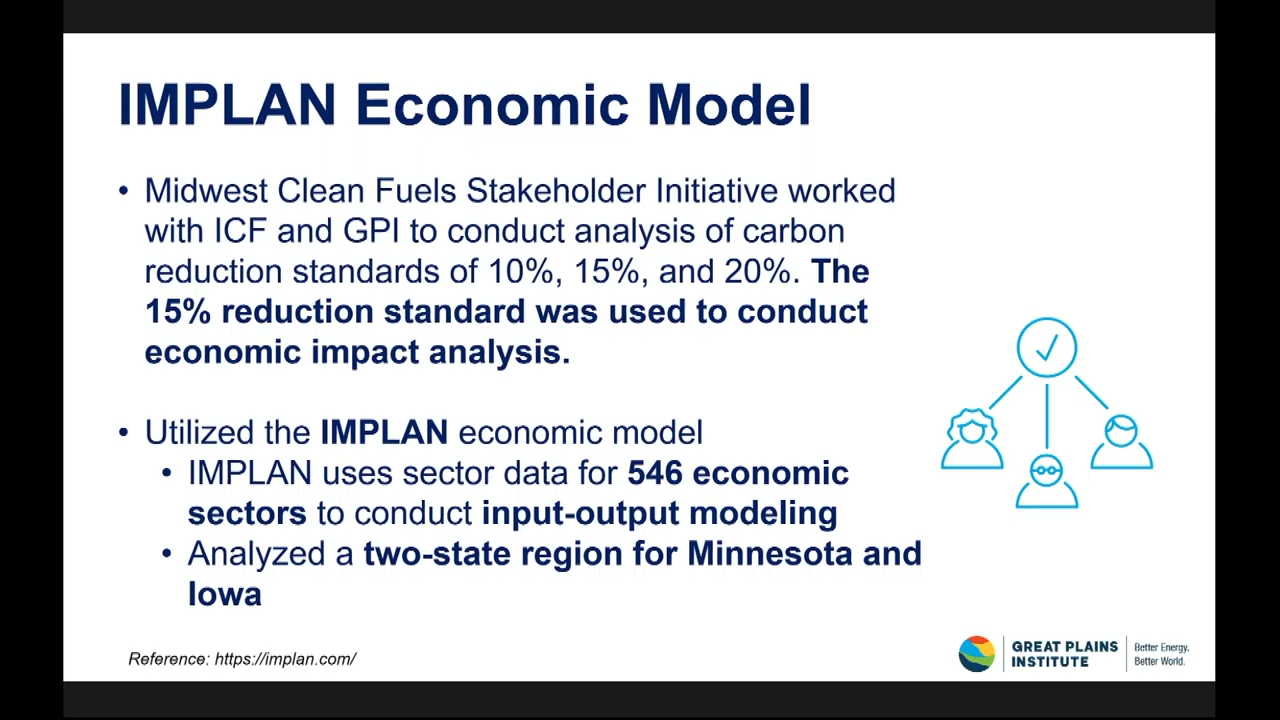 IMPLAN Economic Model
• Midwest Clean Fuels Stakeholder Initiative worked
with ICF and GPI to conduct analysis of carbon
reduction standards of 10%, 15%, and 20%. The
15% reduction standard was used to conduct
economic impact analysis.
• Utilized the IMPLAN economic model
• IMPLAN uses sector data for 546 economic
sectors to conduct input-output modeling
• Analyzed a two-state region for Minnesota and
Iowa
Reference: https://implan.com/
GREAT PLAINS
INSTITUTE
Better Energy.
Better World.